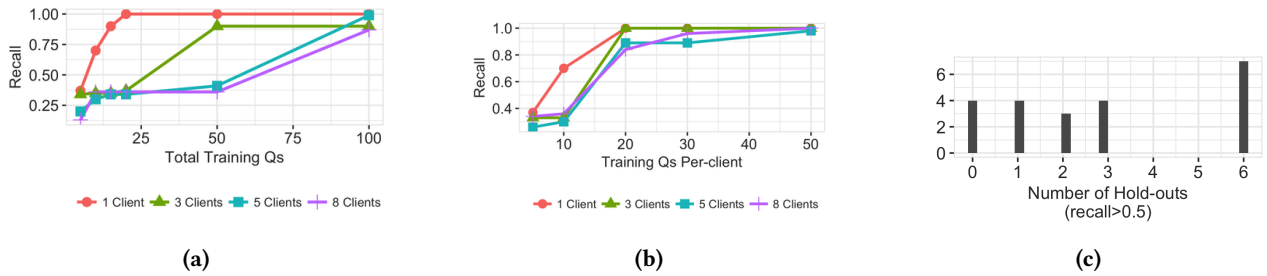 1.00
0.75
0.50
0.25
Recall
25
50
75
100
Total Training Qs
1 Client
3 Clients
5 Clients
8 Clients
(a)
1.0
0.8
0.6
0.4
Recall
10
20
30
40
50
Training Qs Per-client
1 Client
3 Clients
5 Clients
8 Clients
(b)
6
4
2
0
0
1
2
3
4
5
6
Number of Hold-outs
(recall>0.5)
(c)